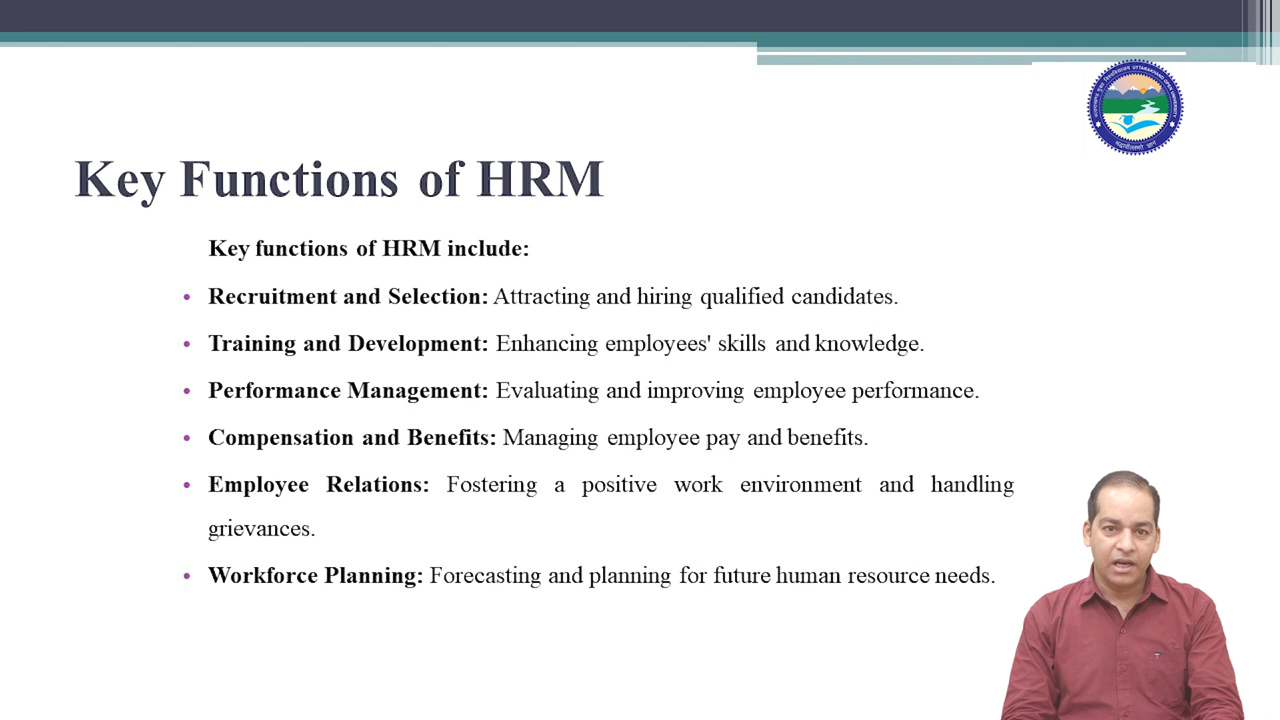 UTTARAKHAND OPEN UNIVERSITY
Key Functions of HRM
Key functions of HRM include:
• Recruitment and Selection: Attracting and hiring qualified candidates.
• Training and Development: Enhancing employees' skills and knowledge.
• Performance Management: Evaluating and improving employee performance.
• Compensation and Benefits: Managing employee pay and benefits.
• Employee Relations: Fostering a positive work environment and handling
grievances.
• Workforce Planning: Forecasting and planning for future human resource needs.